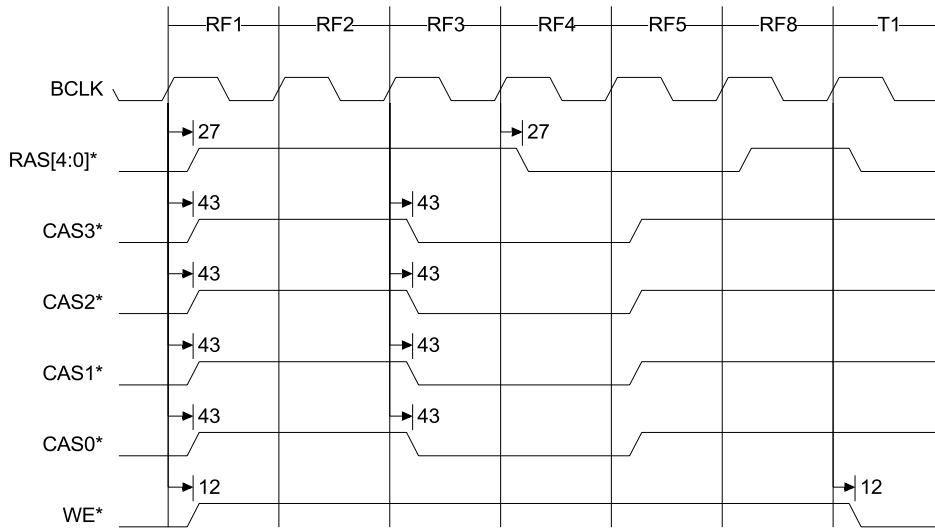 RF1 RF2 RF3 RF4 RF5 RF8 T1
BCLK
27 27
RAS[4:0]*
43 43
CAS3*
43 43
CAS2*
43 43
CAS1*
43 43
CAS0*
12 12
WE*